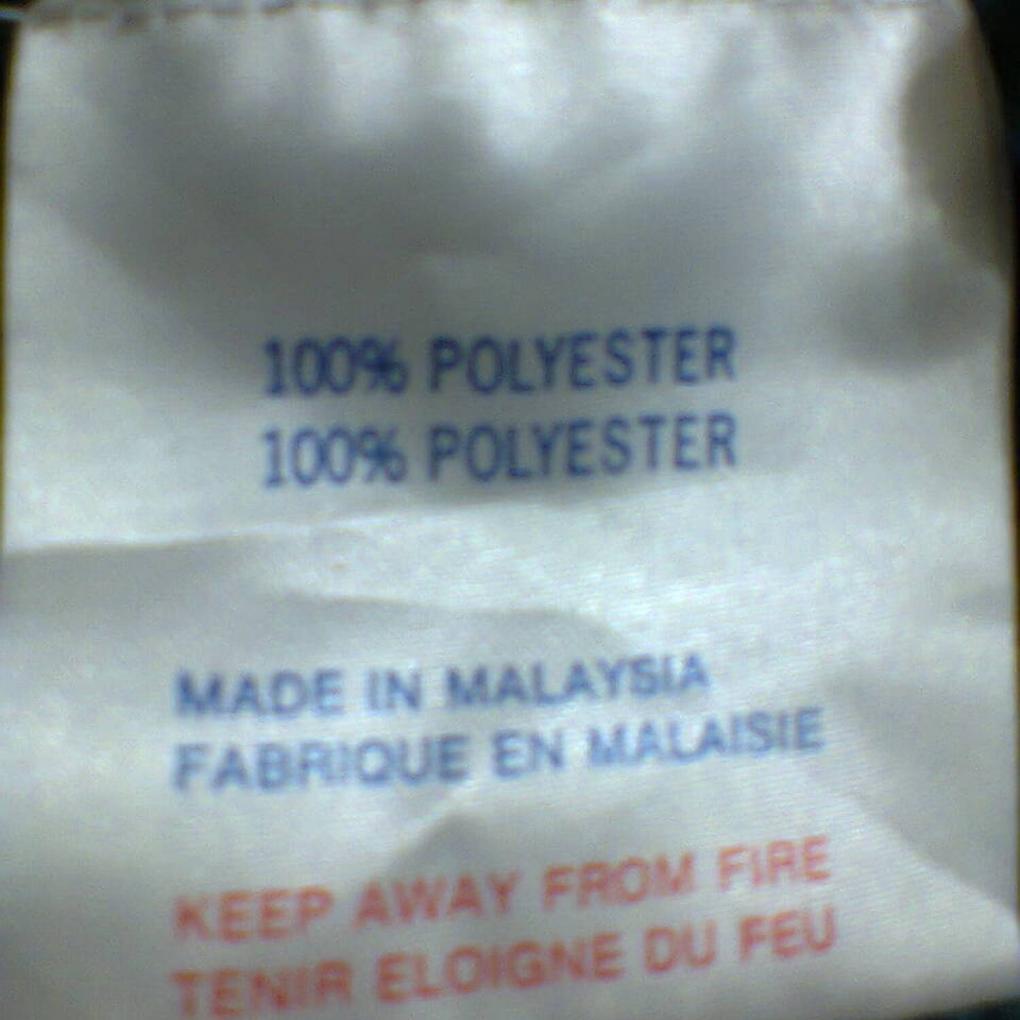 100% POLYESTER
100% POLYESTER
MADE IN MALAYSIA
FABRIQUE EN MALAISIE
KEEP AWAY FROM FIRE
TENIR ELOIGNE DU FEU